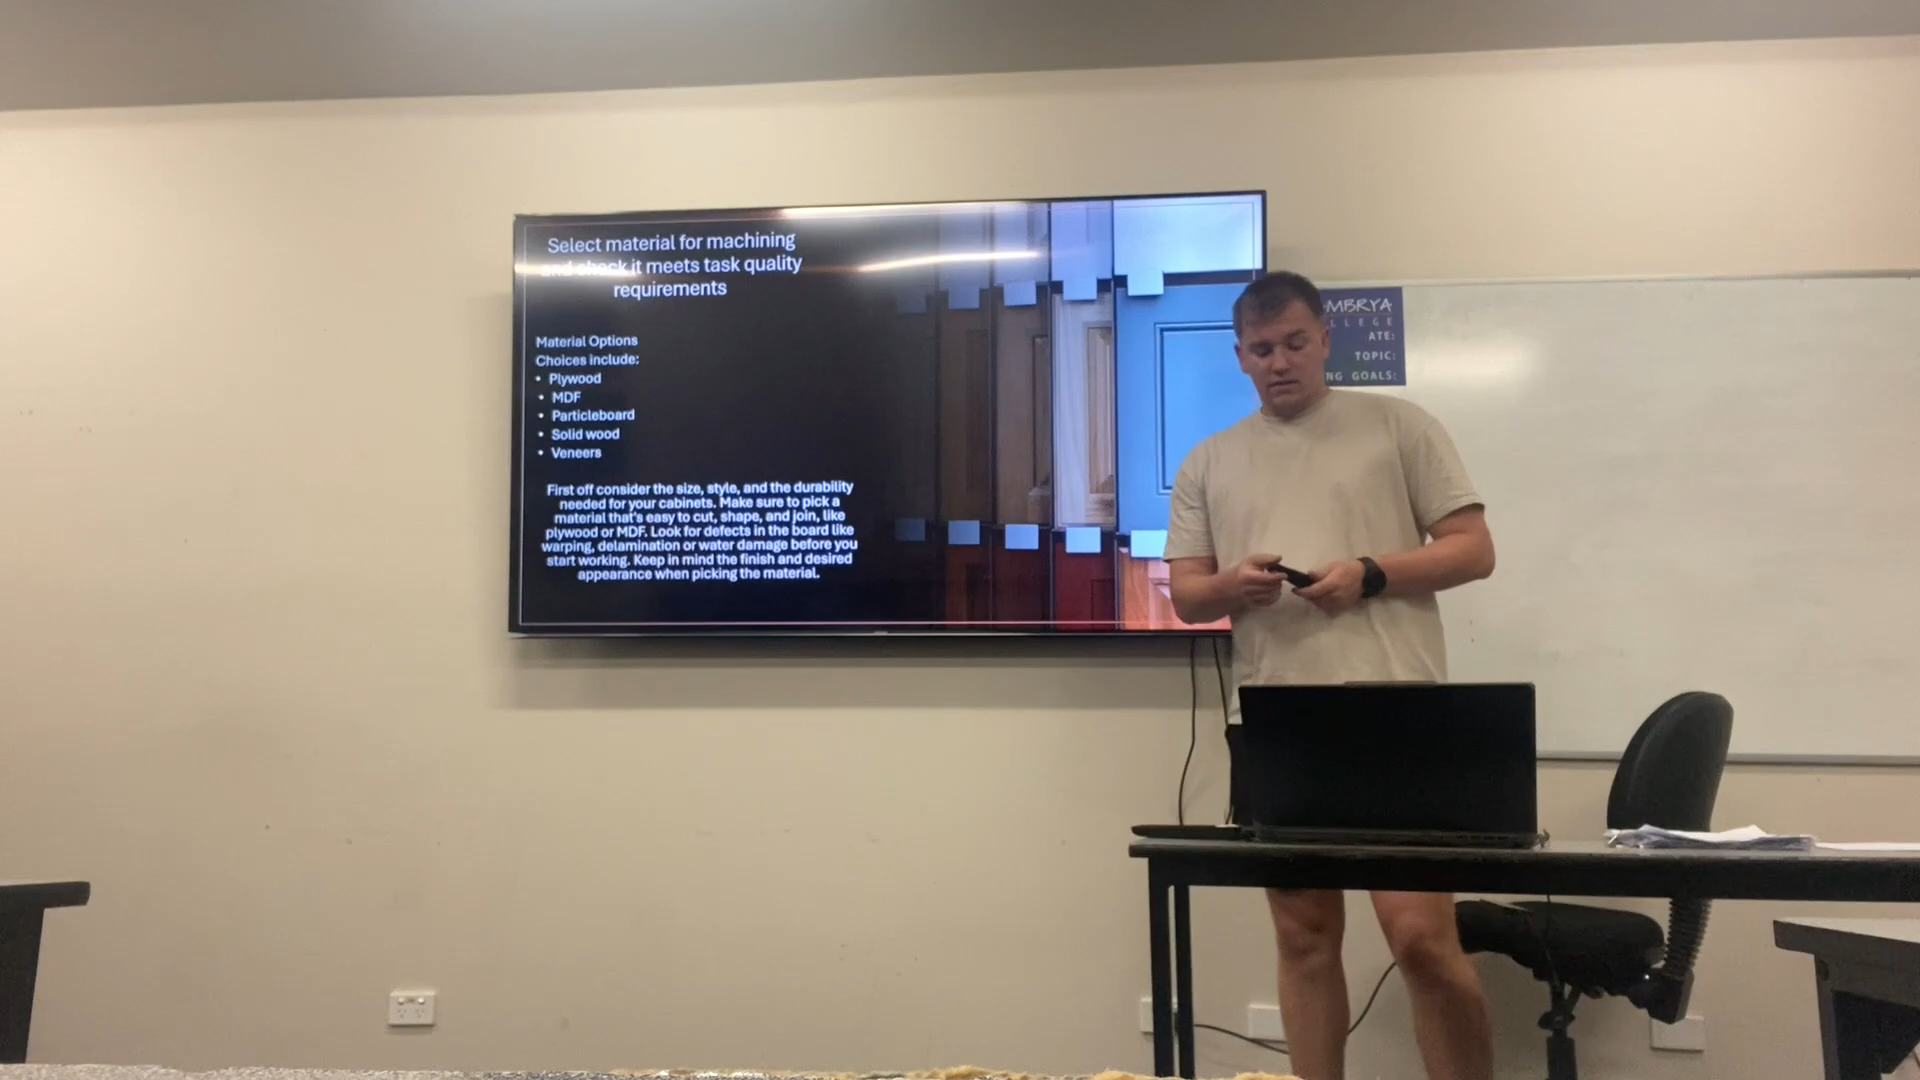 Select material for machining
and check it meets task quality
requirements
Material Options
Choices include:
• Plywood
• MDF
• Particleboard
• Solid wood
• Veneers
First off consider the size, style, and the durability
needed for your cabinets. Make sure to pick a
material that's easy to cut, shape, and join, like
plywood or MDF. Look for defects in the board like
warping, delamination or water damage before you
start working. Keep in mind the finish and desired
appearance when picking the material.
MBRYA
LLEGE
ATE:
TOPIC:
NG GOALS: